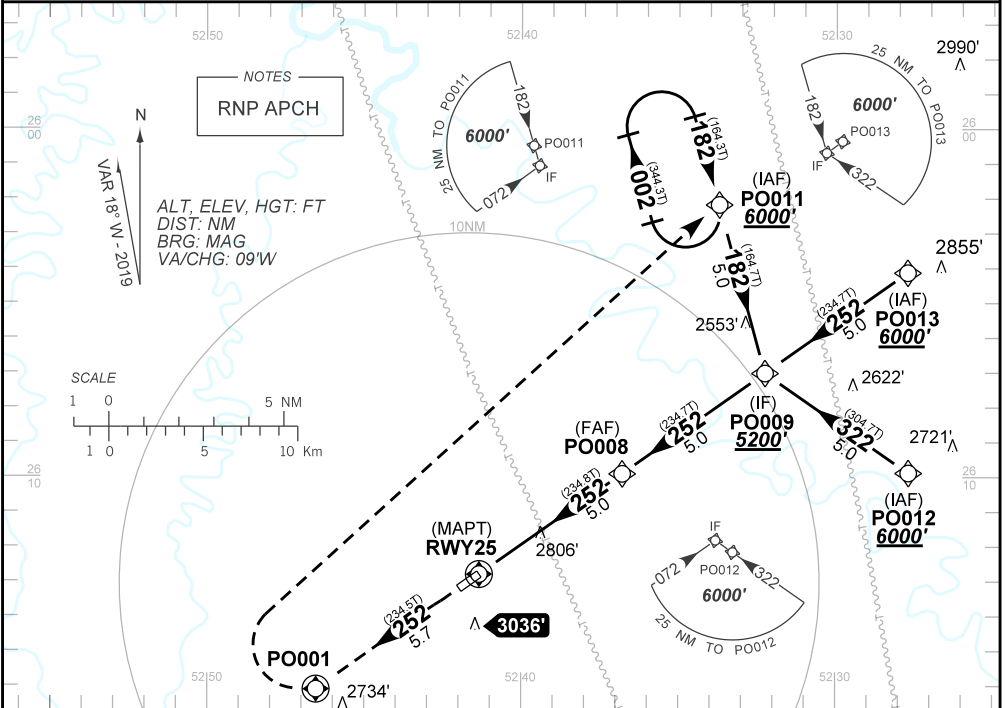 52 50
52 40
52 30
NOTES
RNP APCH
25 NM TO PO011
182
6000'
PO011
IF
072
25 NM TO PO013
182
6000'
PO013
IF
322
2990'
26
00
N
VAR 18° W - 2019
ALT, ELEV, HGT: FT
DIST: NM
BRG: MAG
VA/CHG: 09'W
10NM
(164.3T)
182
(344.3T)
002
(IAF)
PO011
6000'
(164.7T)
182
5.0
2855'
(IAF)
PO013
6000'
(234.7T)
252
5.0
2553'
SCALE
1 0 5 NM
1 0 5 10 Km
2622'
(IF)
PO009
5200'
(304.7T)
322
5.0
2721'
(FAF)
PO008
(234.7T)
252
5.0
26
10
(IAF)
PO012
6000'
(234.8T)
252
5.0
(MAPT)
RWY25
2806'
IF
PO012
072
322
6000'
25 NM TO PO012
(234.5T)
252
5.7
3036'
PO001
2734'
52 50
52 40
52 30
26
00
26
10